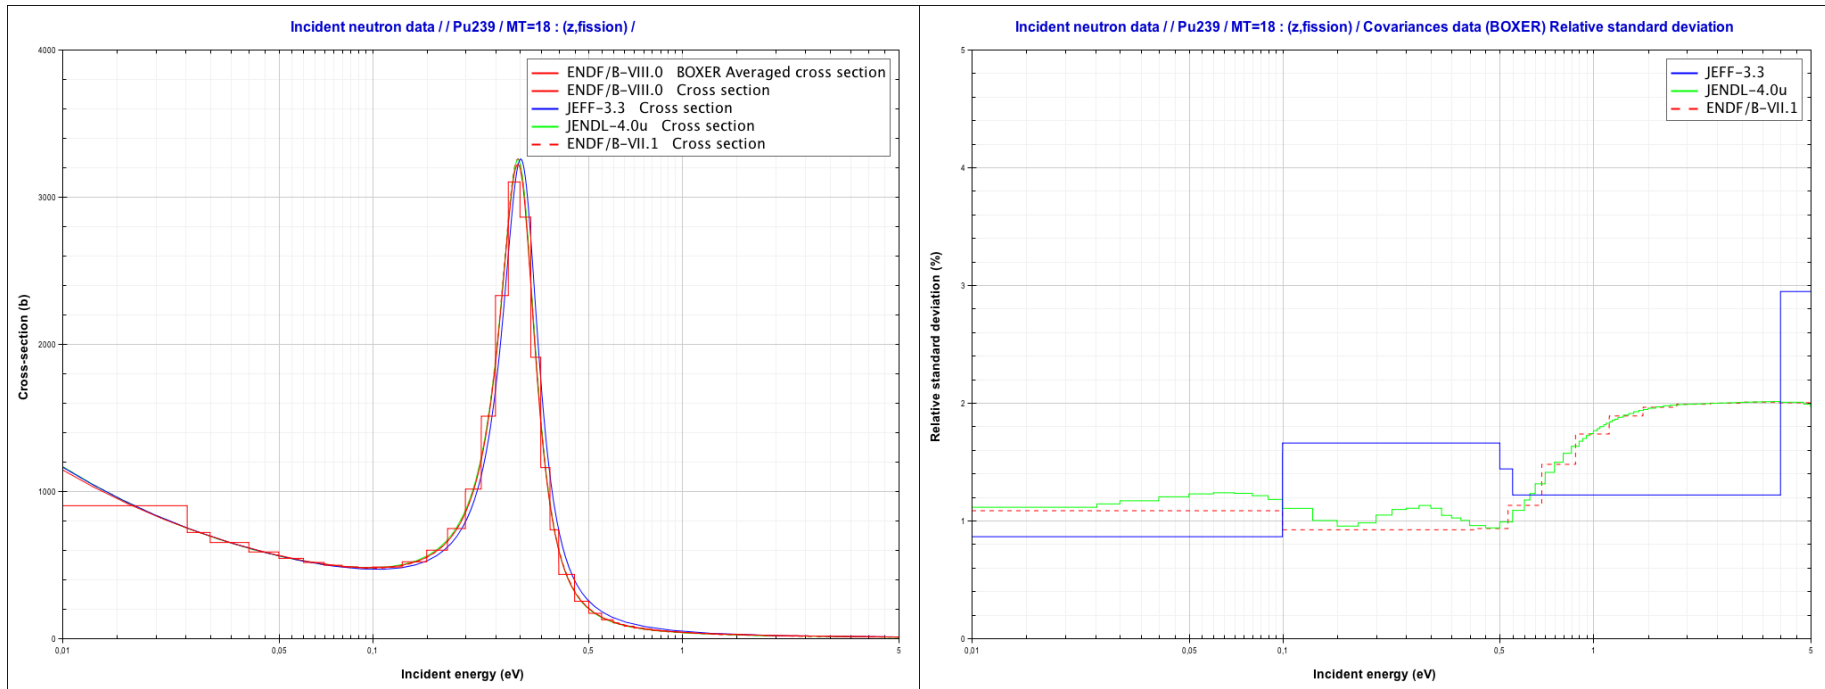 Incident neutron data / / Pu239 / MT=18 : (z,fission) /
4000
3000
2000
1000
0
Cross-section (b)
ENDF/B-VIII.0 BOXER Averaged cross section
ENDF/B-VIII.0 Cross section
JEFF-3.3 Cross section
JENDL-4.0u Cross section
ENDF/B-VII.1 Cross section
0,01 0,05 0,1 0,5 1 5
Incident energy (eV)
Incident neutron data / / Pu239 / MT=18 : (z,fission) / Covariances data (BOXER) Relative standard deviation
5
4
3
2
1
0
Relative standard deviation (%)
JEFF-3.3
JENDL-4.0u
ENDF/B-VII.1
0,01 0,05 0,1 0,5 1 5
Incident energy (eV)